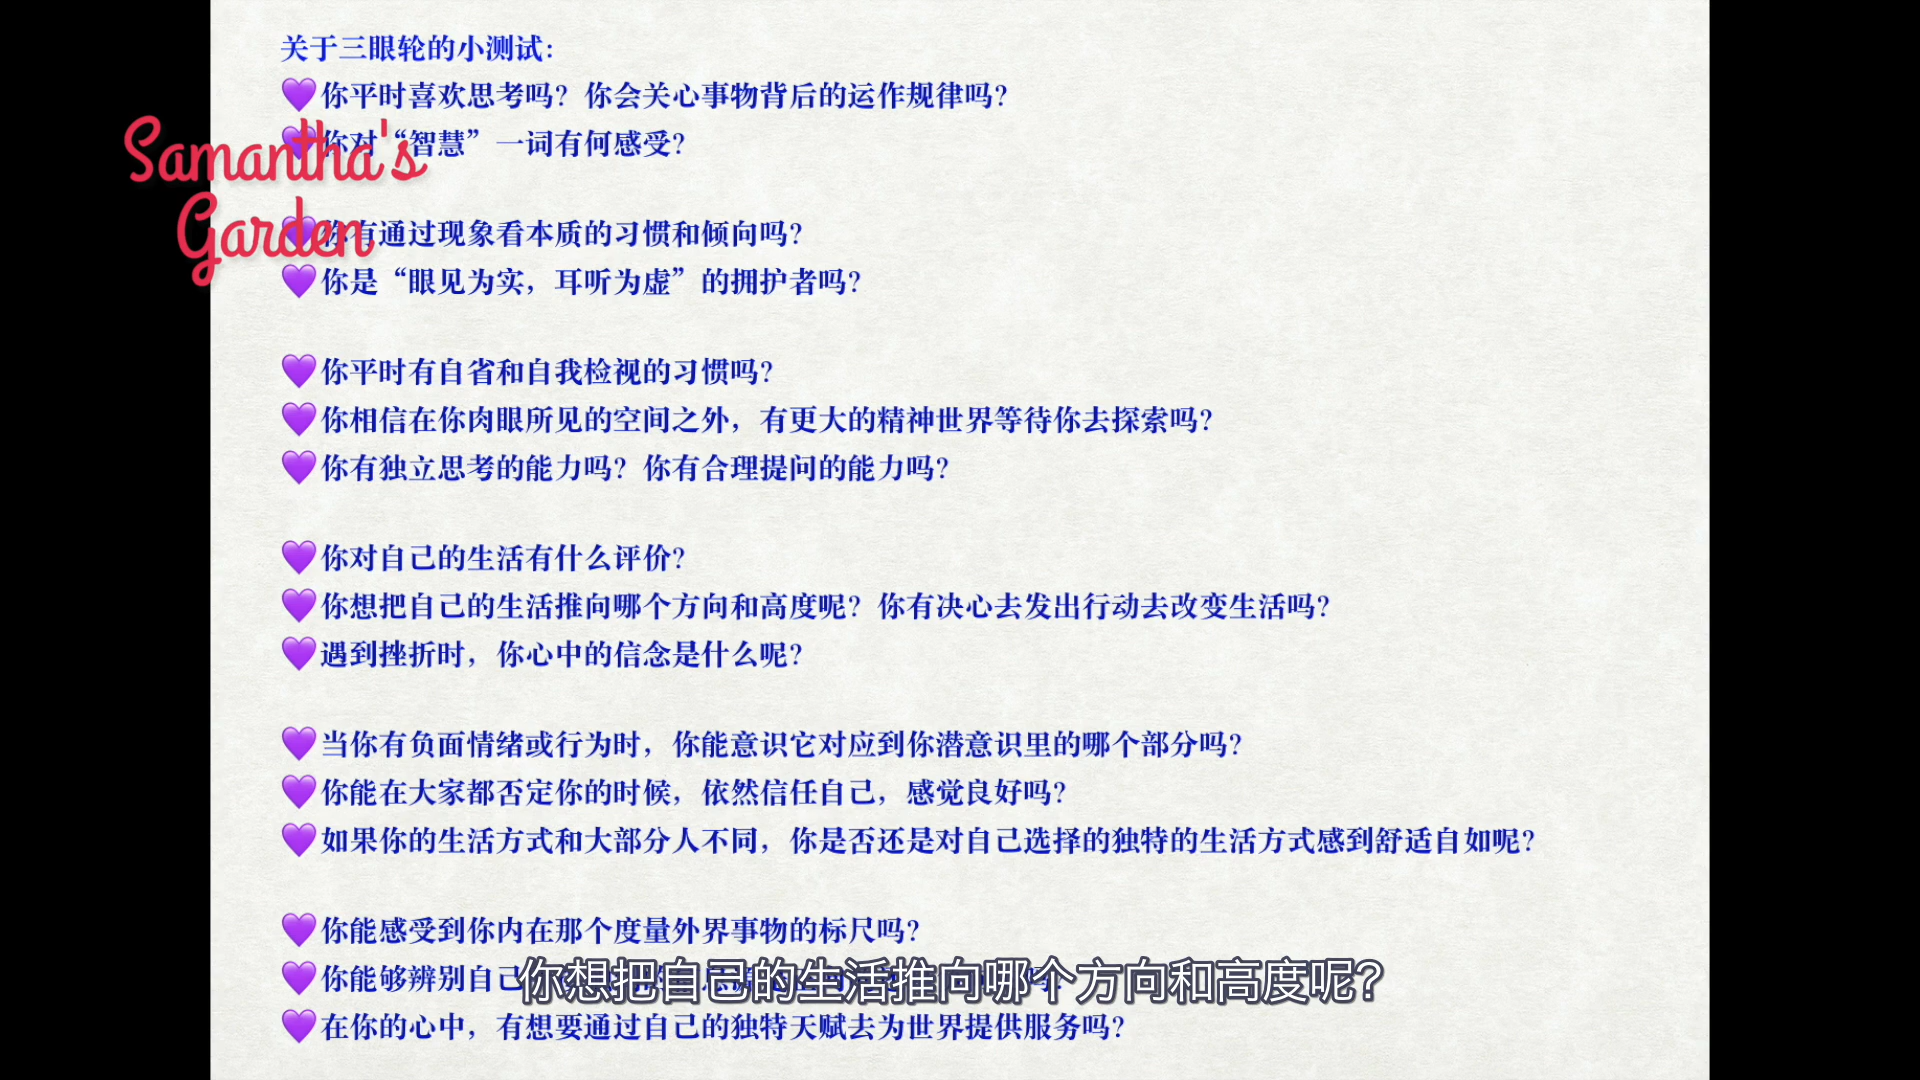 关于三眼轮的小测试：
💜你平时喜欢思考吗？你会关心事物背后的运作规律吗？
💜你对“智慧”一词有何感受？
Samantha's
Garden
💜你有通过现象看本质的习惯和倾向吗？
💜你是“眼见为实，耳听为虚”的拥护者吗？
💜你平时有自省和自我检视的习惯吗？
💜你相信在你肉眼所见的空间之外，有更大的精神世界等待你去探索吗？
💜你有独立思考的能力吗？你有合理提问的能力吗？
💜你对自己的生活有什么评价？
💜你想把自己的生活推向哪个方向和高度呢？你有决心去发出行动去改变生活吗？
💜遇到挫折时，你心中的信念是什么呢？
💜当你有负面情绪或行为时，你能意识它对应到你潜意识里的哪个部分吗？
💜你能在大家都否定你的时候，依然信任自己，感觉良好吗？
💜如果你的生活方式和大部分人不同，你是否还是对自己选择的独特的生活方式感到舒适自如呢？
💜你能感受到你内在那个度量外界事物的标尺吗？
💜你能够辨别自己
你想把自己的生活推向哪个方向和高度呢？
💜在你的心中，有想要通过自己的独特天赋去为世界提供服务吗？